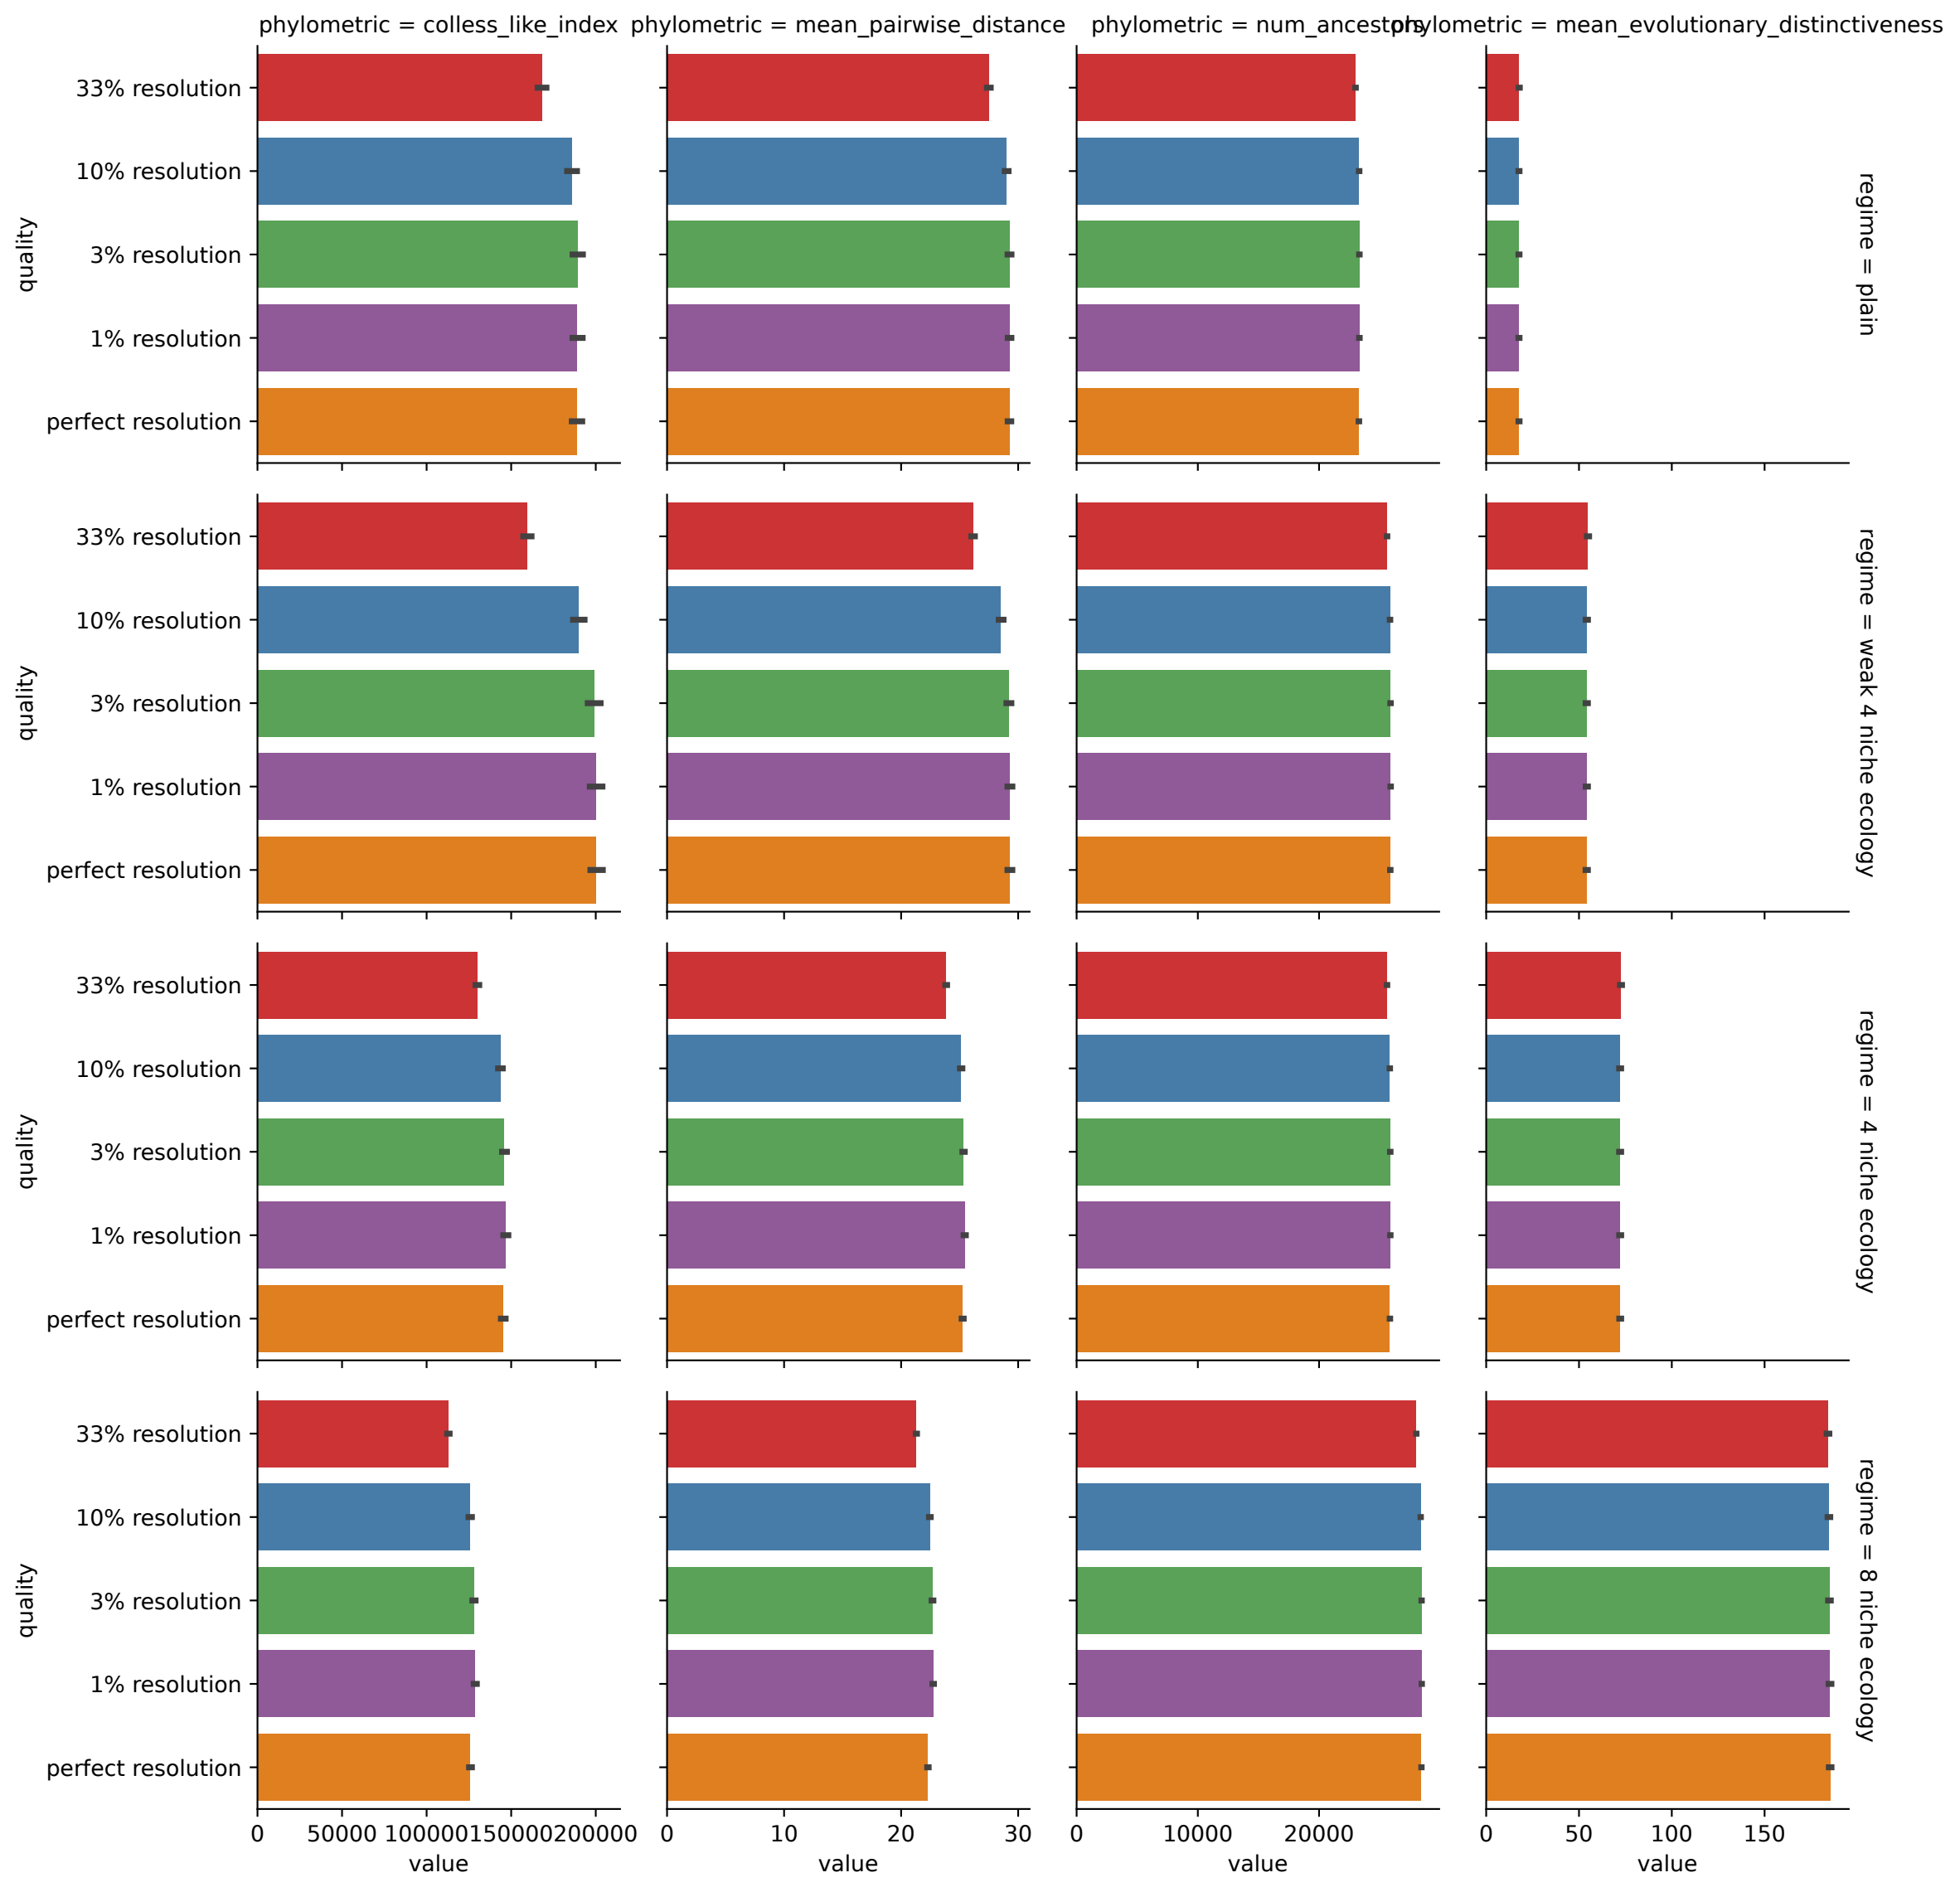 phylometric = colless_like_index
phylometric = mean_pairwise_distance
phylometric = num_ancestors
phylometric = mean_evolutionary_distinctiveness
quality
33% resolution
10% resolution
3% resolution
1% resolution
perfect resolution
regime = plain
quality
33% resolution
10% resolution
3% resolution
1% resolution
perfect resolution
regime = weak 4 niche ecology
quality
33% resolution
10% resolution
3% resolution
1% resolution
perfect resolution
regime = 4 niche ecology
quality
33% resolution
10% resolution
3% resolution
1% resolution
perfect resolution
regime = 8 niche ecology
0 50000 100000 150000 200000
0 10 20 30
0 10000 20000
0 50 100 150
value
value
value
value